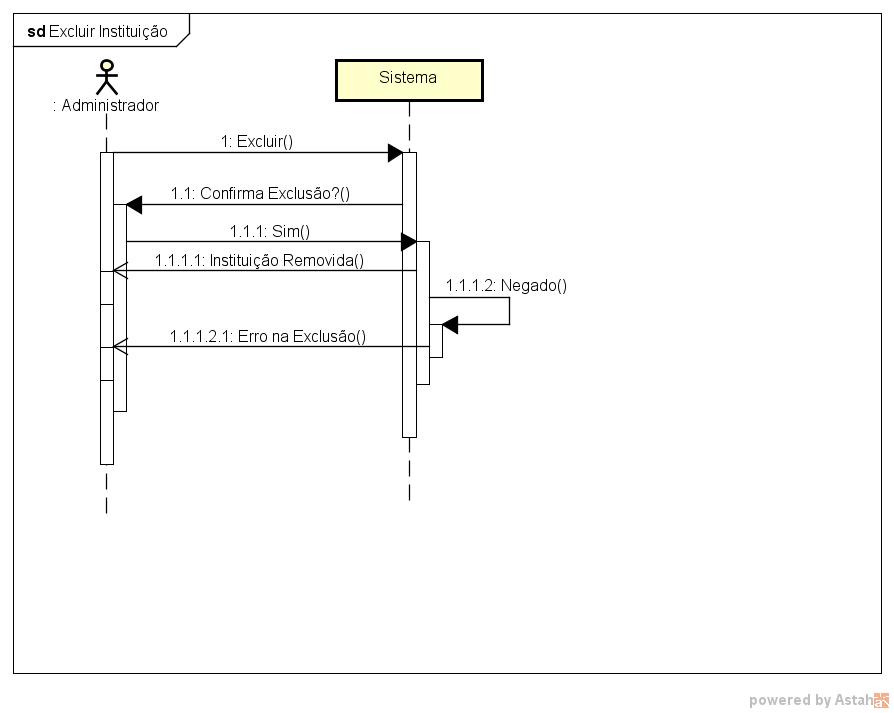 sd Excluir Instituição
Sistema
: Administrador
1: Excluir()
1.1: Confirma Exclusão?()
1.1.1: Sim()
1.1.1.1: Instituição Removida()
1.1.1.2: Negado()
1.1.1.2.1: Erro na Exclusão()
powered by Astah